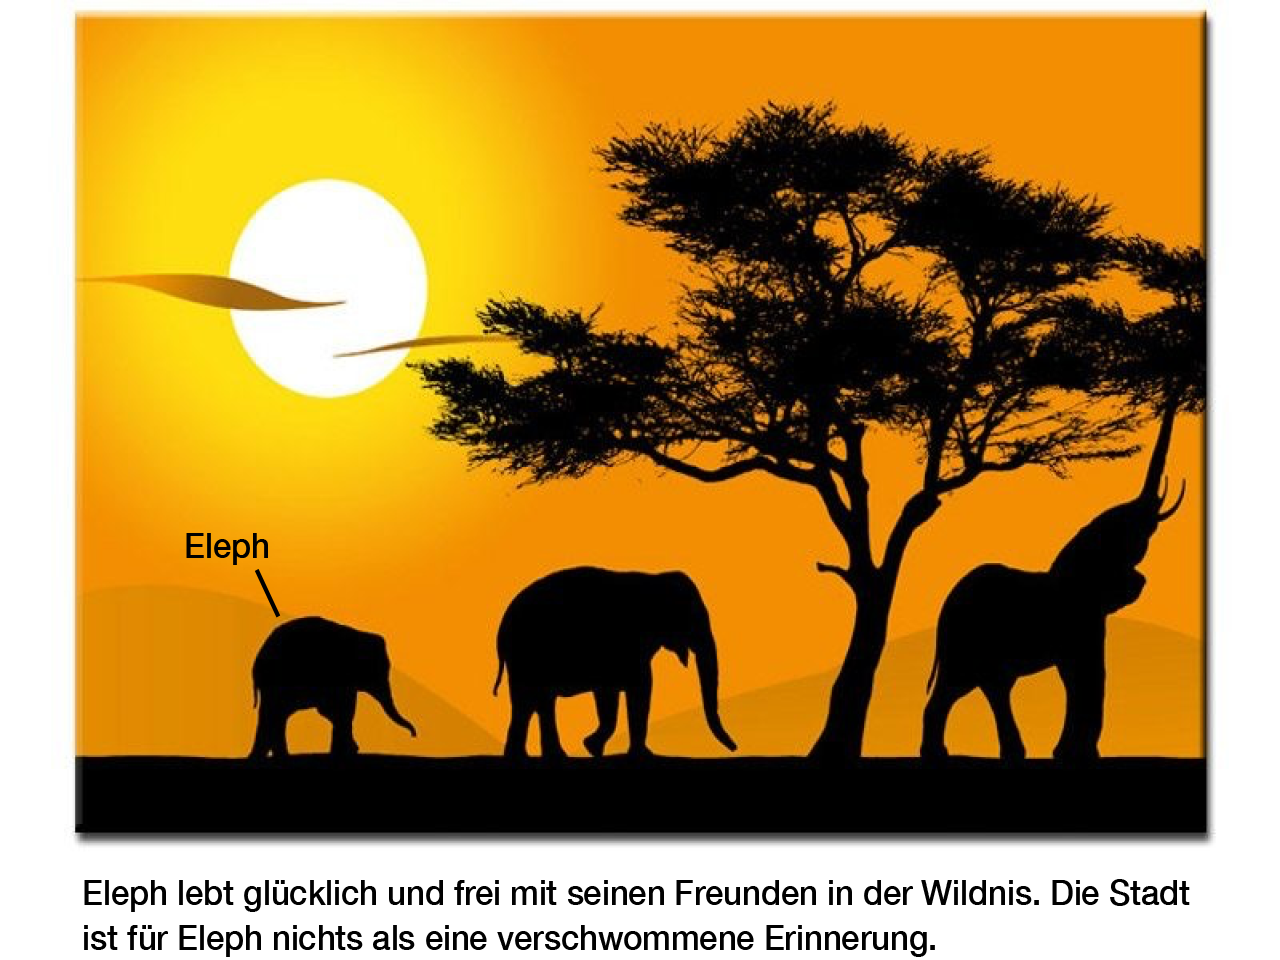 Eleph
Eleph lebt glücklich und frei mit seinen Freunden in der Wildnis. Die Stadt
ist für Eleph nichts als eine verschwommene Erinnerung.